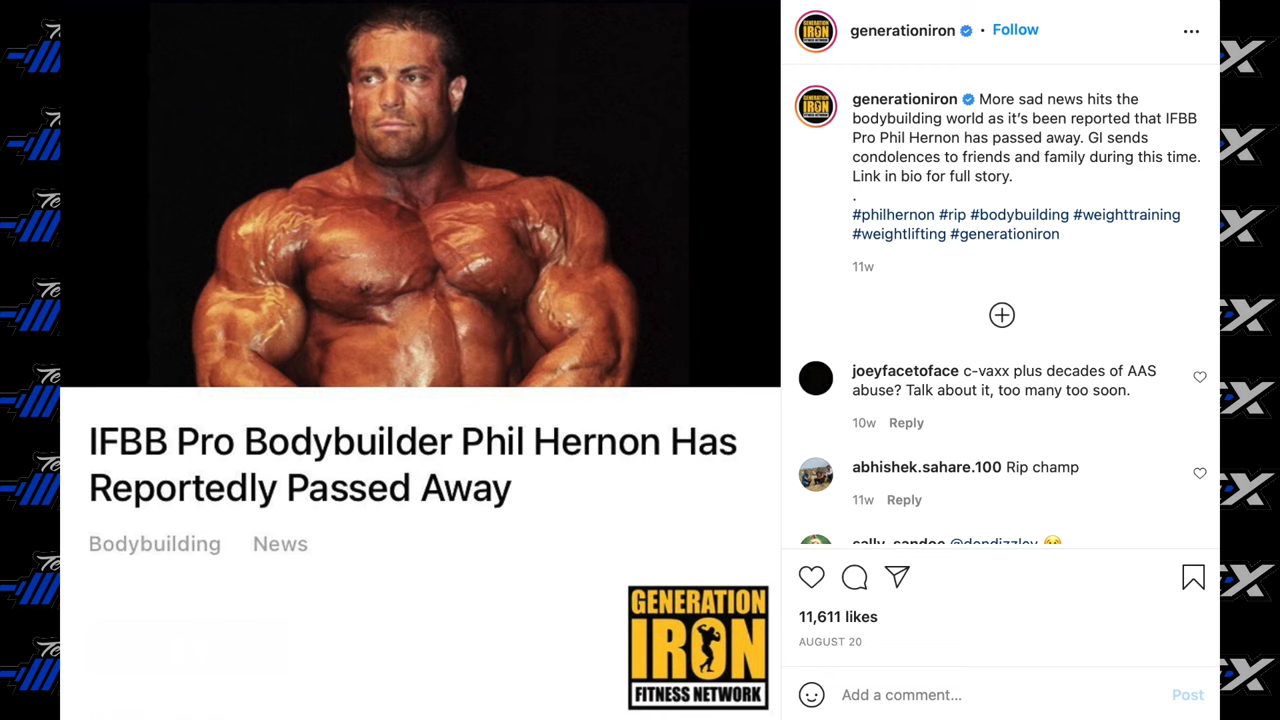 IFBB Pro Bodybuilder Phil Hernon Has
Reportedly Passed Away
Bodybuilding News
GENERATION
IRON
FITNESS NETWORK
GENERATION
IRON
generationiron • Follow
GENERATION
IRON
generationiron More sad news hits the
bodybuilding world as it’s been reported that IFBB
Pro Phil Hernon has passed away. GI sends
condolences to friends and family during this time.
Link in bio for full story.
.
#philhernon #rip #bodybuilding #weighttraining
#weightlifting #generationiron
11w
joeyfacetoface c-vaxx plus decades of AAS
abuse? Talk about it, too many too soon.
10w Reply
abhishek.sahare.100 Rip champ
11w Reply
11,611 likes
AUGUST 20
Add a comment... Post